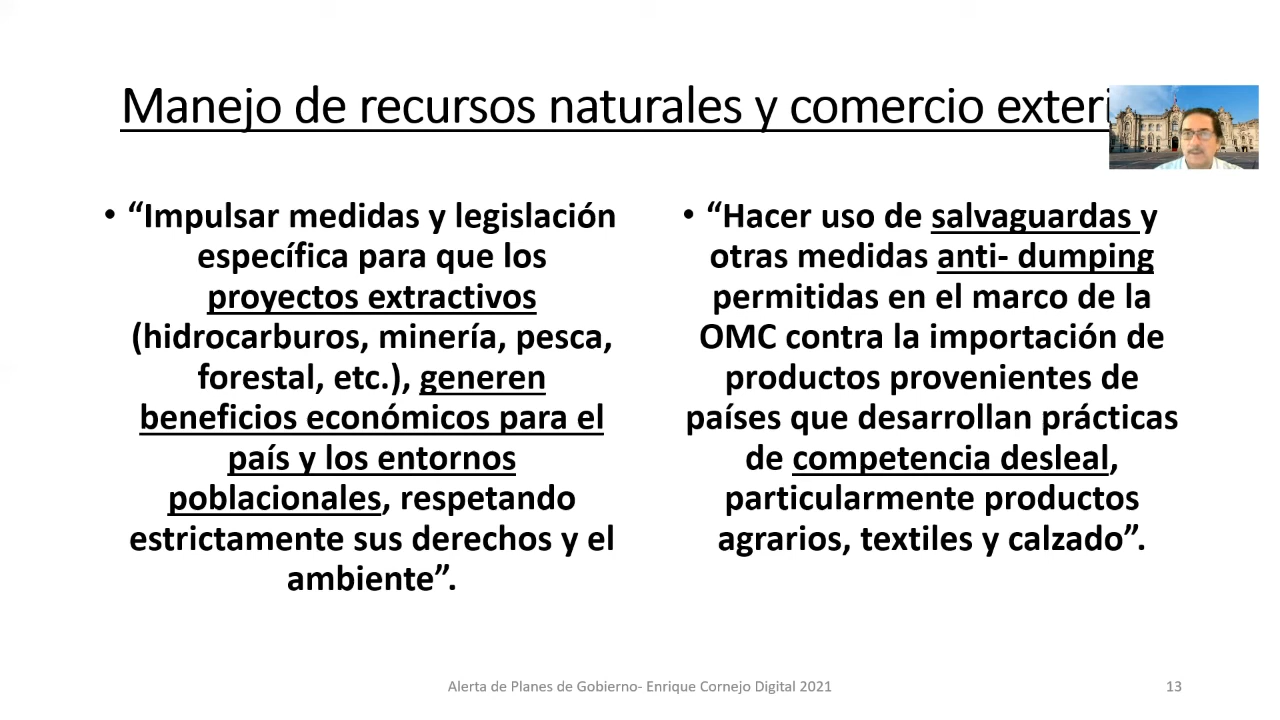 Manejo de recursos naturales y comercio exteri
• “Impulsar medidas y legislación
específica para que los
proyectos extractivos
(hidrocarburos, minería, pesca,
forestal, etc.), generen
beneficios económicos para el
país y los entornos
poblacionales, respetando
estrictamente sus derechos y el
ambiente”.
• “Hacer uso de salvaguardas y
otras medidas anti- dumping
permitidas en el marco de la
OMC contra la importación de
productos provenientes de
países que desarrollan prácticas
de competencia desleal,
particularmente productos
agrarios, textiles y calzado”.
Alerta de Planes de Gobierno- Enrique Cornejo Digital 2021
13